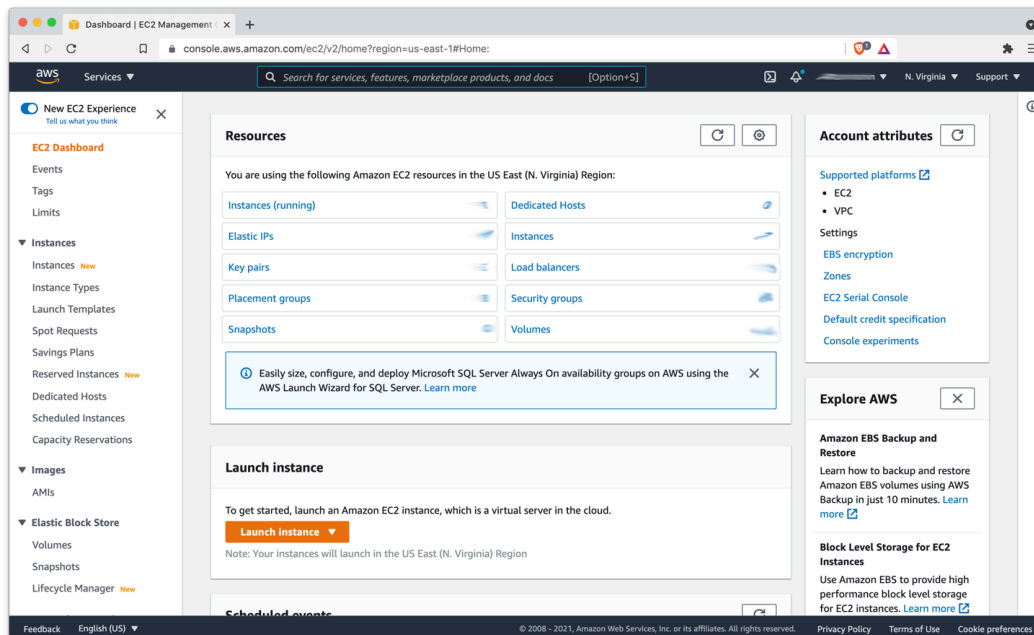 Dashboard | EC2 Management
console.aws.amazon.com/ec2/v2/home?region=us-east-1#Home:
1
aws
Services
Search for services, features, marketplace products, and docs [Option+S]
N. Virginia
Support
New EC2 Experience
Tell us what you think
EC2 Dashboard
Events
Tags
Limits
Instances
Instances New
Instance Types
Launch Templates
Spot Requests
Savings Plans
Reserved Instances New
Dedicated Hosts
Scheduled Instances
Capacity Reservations
Images
AMIs
Elastic Block Store
Volumes
Snapshots
Lifecycle Manager New
Resources
You are using the following Amazon EC2 resources in the US East (N. Virginia) Region:
Instances (running)
Dedicated Hosts
Elastic IPs
Instances
Key pairs
Load balancers
Placement groups
Security groups
Snapshots
Volumes
Easily size, configure, and deploy Microsoft SQL Server Always On availability groups on AWS using the
AWS Launch Wizard for SQL Server. Learn more
Launch instance
To get started, launch an Amazon EC2 instance, which is a virtual server in the cloud.
Launch instance
Note: Your instances will launch in the US East (N. Virginia) Region
Scheduled events
Account attributes
Supported platforms
• EC2
• VPC
Settings
EBS encryption
Zones
EC2 Serial Console
Default credit specification
Console experiments
Explore AWS
Amazon EBS Backup and
Restore
Learn how to backup and restore
Amazon EBS volumes using AWS
Backup in just 10 minutes. Learn
more
Block Level Storage for EC2
Instances
Use Amazon EBS to provide high
performance block level storage
for EC2 instances. Learn more
Feedback
English (US)
© 2008 - 2021, Amazon Web Services, Inc. or its affiliates. All rights reserved.
Privacy Policy
Terms of Use
Cookie preferences